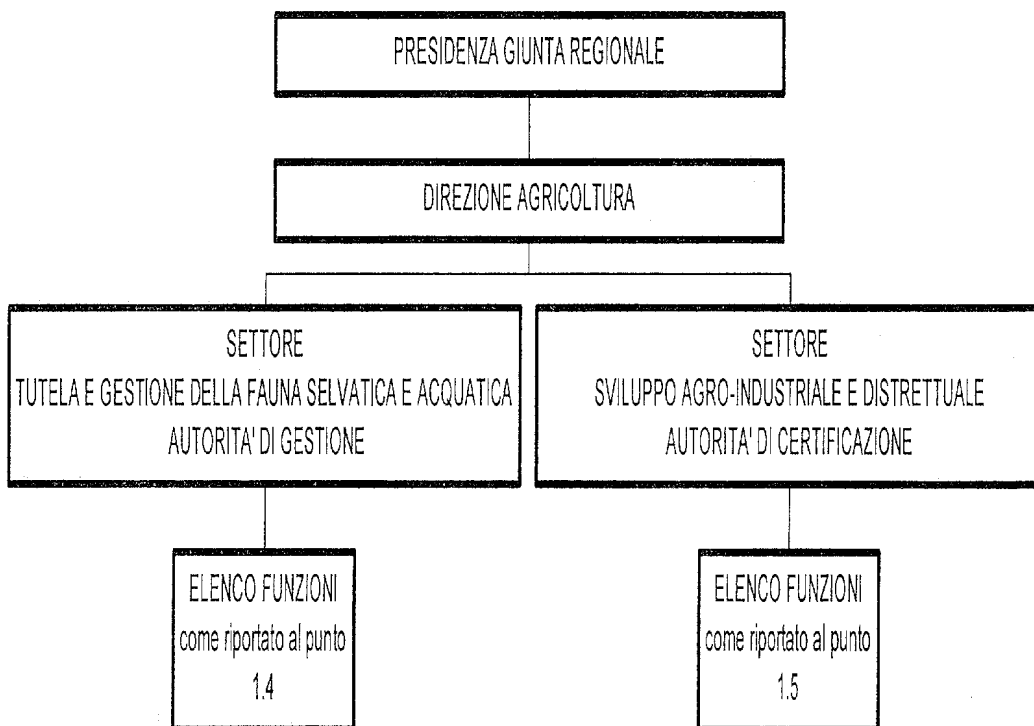 PRESIDENZA GIUNTA REGIONALE
DIREZIONE AGRICOLTURA
SETTORE
TUTELA E GESTIONE DELLA FAUNA SELVATICA E ACQUATICA
AUTORITA' DI GESTIONE
SETTORE
SVILUPPO AGRO-INDUSTRIALE E DISTRETTUALE
AUTORITA' DI CERTIFICAZIONE
ELENCO FUNZIONI
come riportato al punto
1.4
ELENCO FUNZIONI
come riportato al punto
1.5